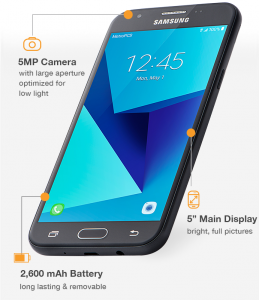 SAMSUNG
MetroPCS
12:45
Mon, May 1
5MP Camera
with large aperture
optimized for
low light
5" Main Display
bright, full pictures
2,600 mAh Battery
long lasting & removable